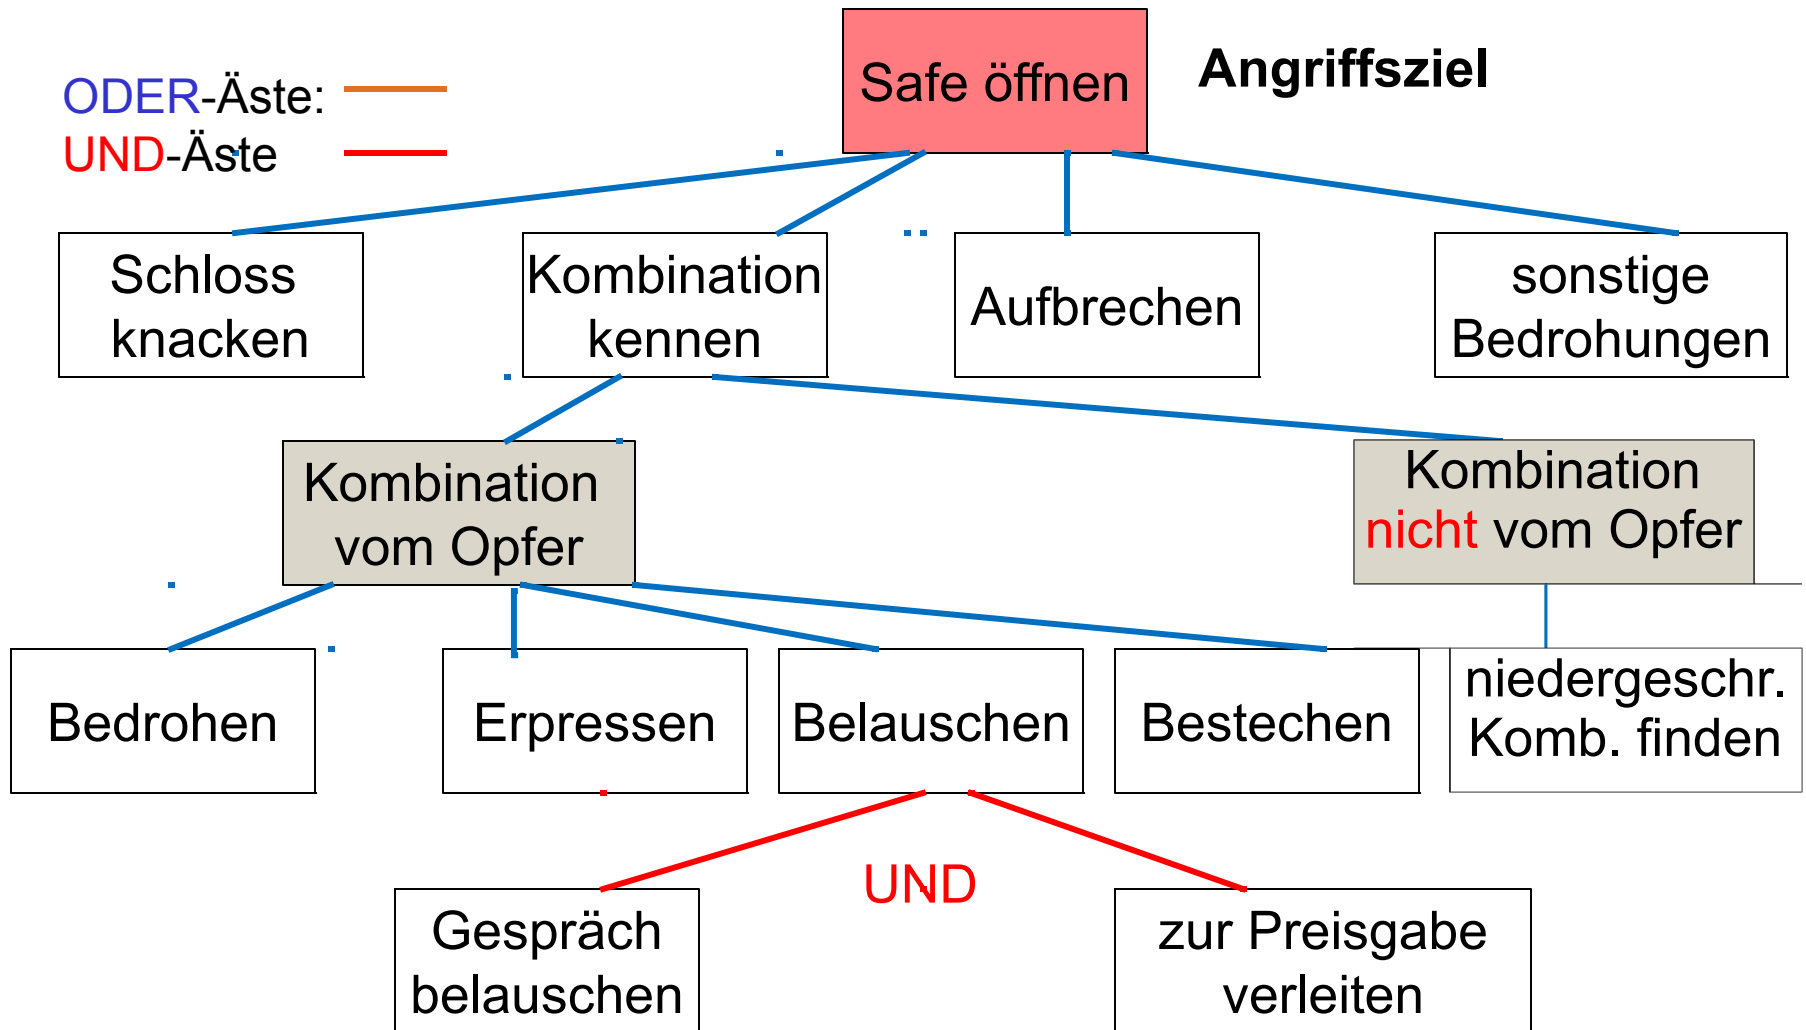 Safe öffnen
Angriffsziel
ODER-Äste:
UND-Äste
Schloss
knacken
Kombination
kennen
Aufbrechen
sonstige
Bedrohungen
Kombination
vom Opfer
Kombination
nicht vom Opfer
Bedrohen
Erpressen
Belauschen
Bestechen
niedergeschr.
Komb. finden
UND
Gespräch
belauschen
zur Preisgabe
verleiten